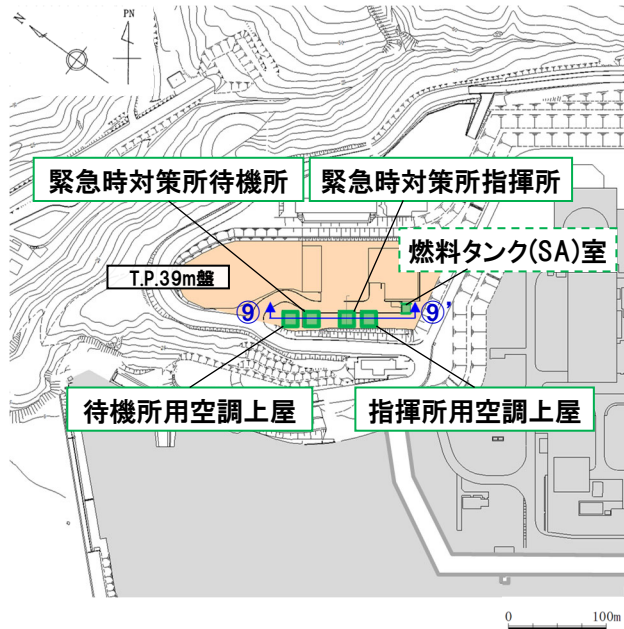 N
PN
緊急時対策所待機所
緊急時対策所指揮所
燃料タンク(SA)室
T.P.39m盤
⑨
⑨'
待機所用空調上屋
指揮所用空調上屋
0
100m